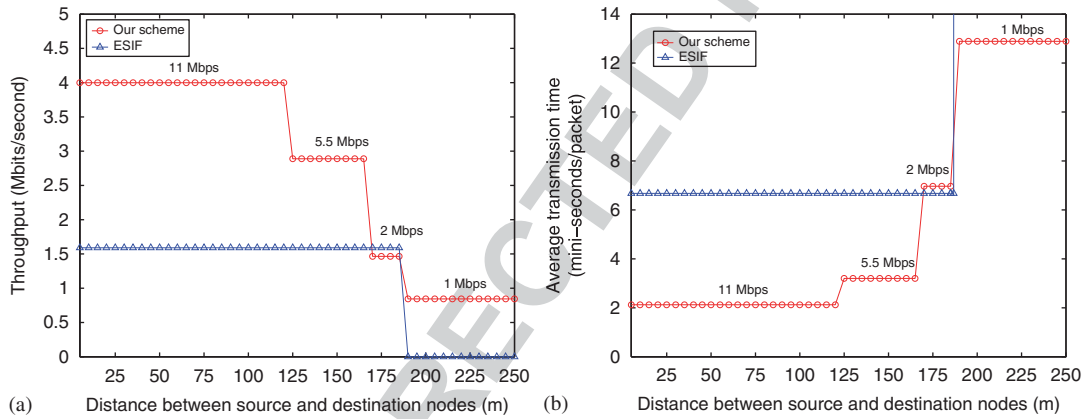 5
4.5
4
3.5
3
2.5
2
1.5
1
0.5
0
Throughput (Mbits/second)
Our scheme
ESIF
11 Mbps
5.5 Mbps
2 Mbps
1 Mbps
25 50 75 100 125 150 175 200 225 250
(a)
Distance between source and destination nodes (m)
14
12
10
8
6
4
2
0
Average transmission time
(mini-seconds/packet)
Our scheme
ESIF
1 Mbps
2 Mbps
5.5 Mbps
11 Mbps
25 50 75 100 125 150 175 200 225 250
(b)
Distance between source and destination nodes (m)
RECTED